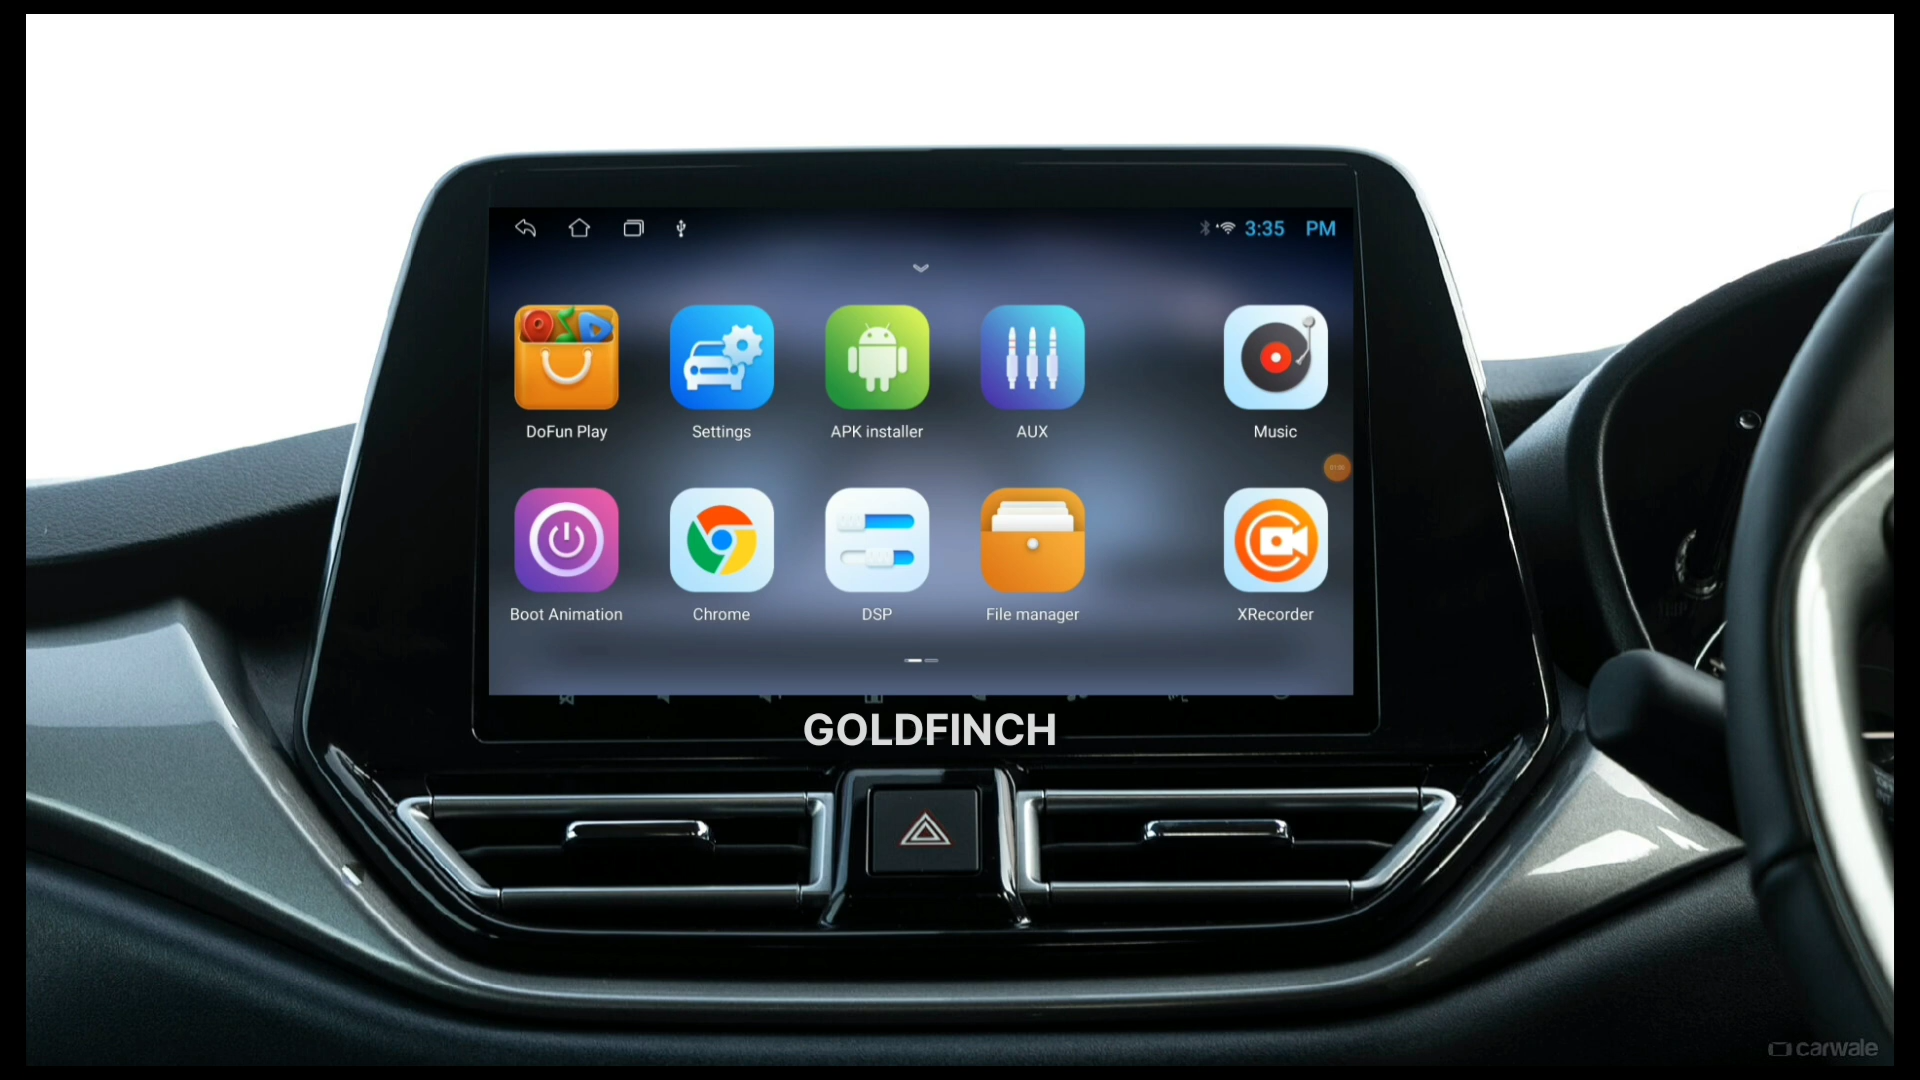 3:35 PM
DoFun Play
Settings
APK installer
AUX
Music
Boot Animation
Chrome
DSP
File manager
XRecorder
GOLDFINCH
carwale